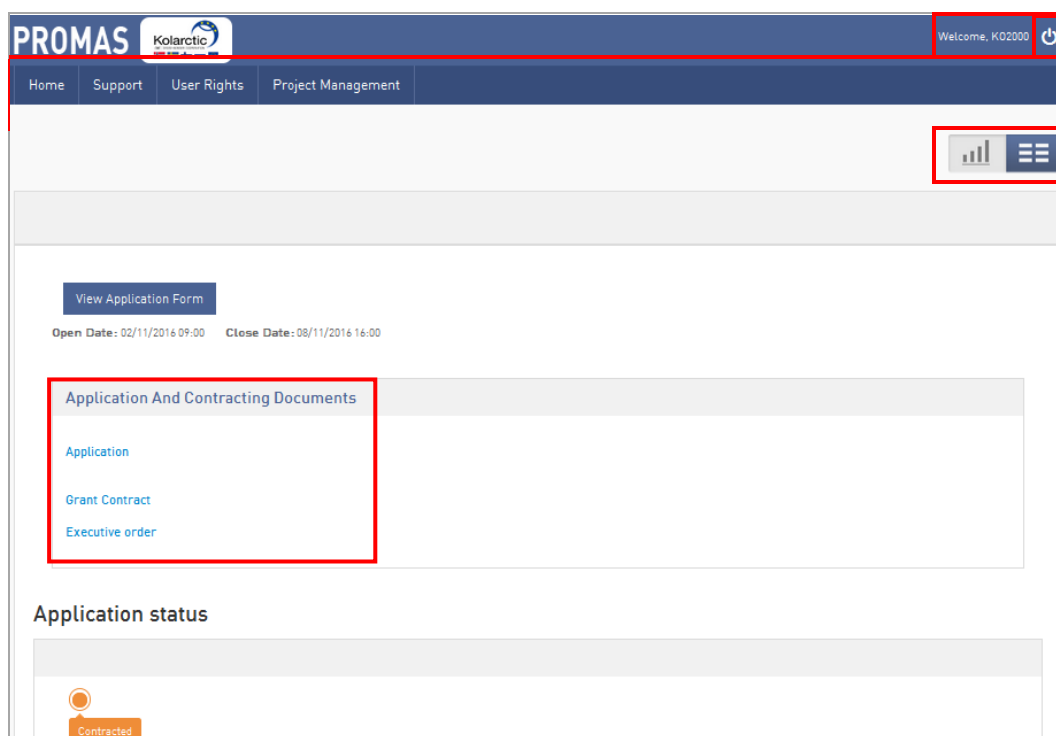 PROMAS
Kolarctic
Welcome, KO2000
Home Support User Rights Project Management
View Application Form
Open Date: 02/11/2016 09:00 Close Date: 08/11/2016 16:00
Application And Contracting Documents
Application
Grant Contract
Executive order
Application status
Contracted